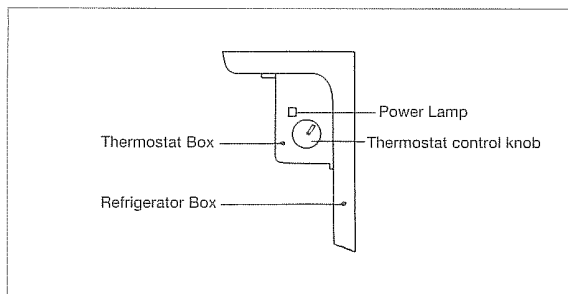 Power Lamp
Thermostat Box
Thermostat control knob
Refrigerator Box